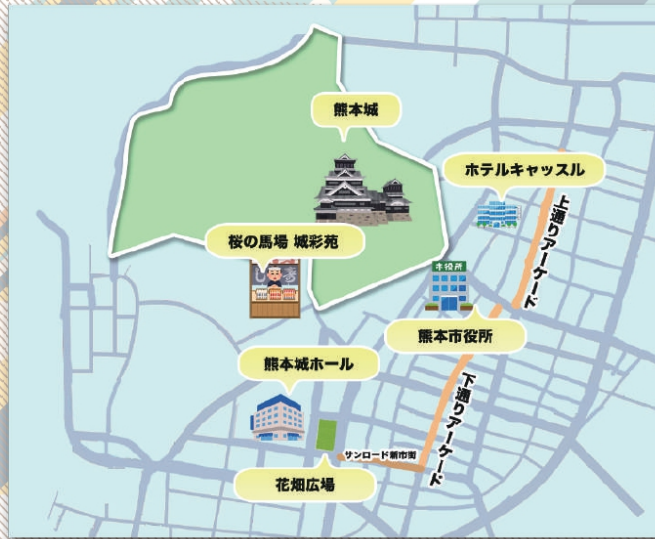 熊本城
ホテルキャッスル
上通りアーケード
桜の馬場 城彩苑
市役所
熊本市役所
熊本城ホール
下通りアーケード
サンロード新市街
花畑広場